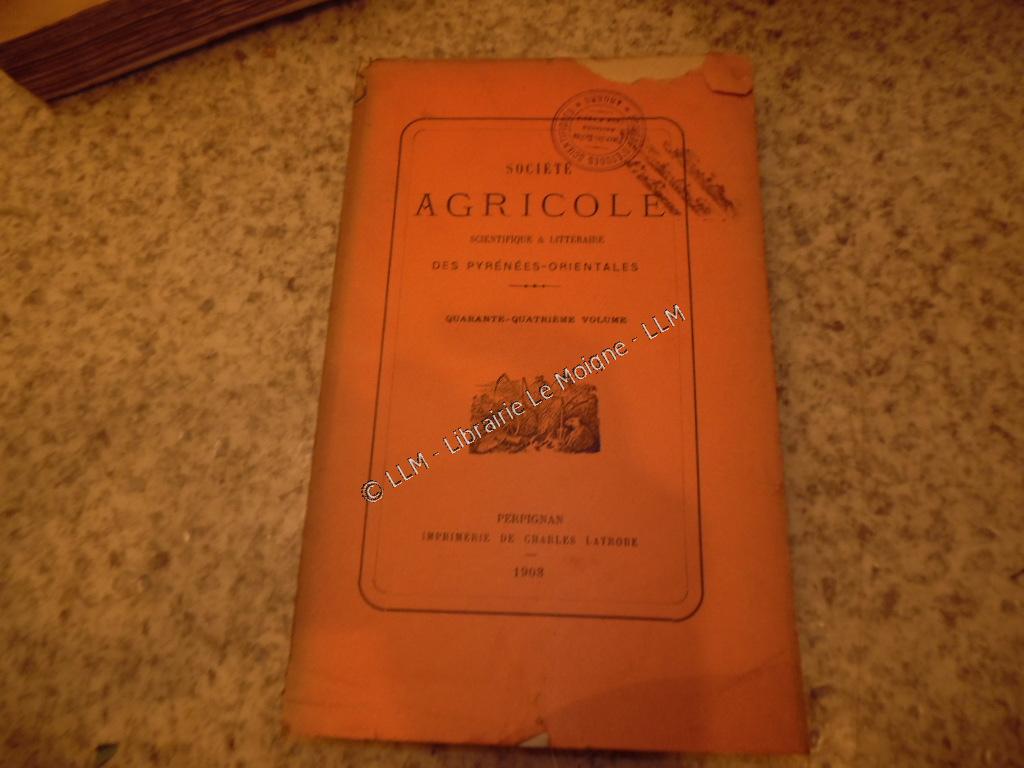 SOCIÉTÉ
AGRICOLE
SCIENTIFIQUE & LITTÉRAIRE
DES PYRÉNÉES-ORIENTALES
QUARANTE-QUATRIÈME VOLUME
© LLM - Librairie Le Moigne - LLM
PERPIGNAN
IMPRIMERIE DE CHARLES LATROBE
1903